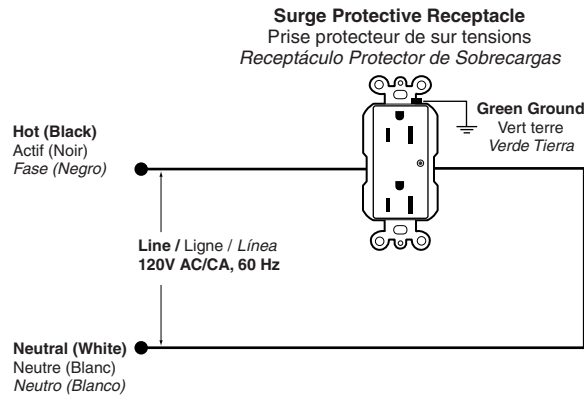 Surge Protective Receptacle
Prise protecteur de sur tensions
Receptáculo Protector de Sobrecargas
Green Ground
Vert terre
Verde Tierra
Hot (Black)
Actif (Noir)
Fase (Negro)
Line / Ligne / Línea
120V AC/CA, 60 Hz
Neutral (White)
Neutre (Blanc)
Neutro (Blanco)